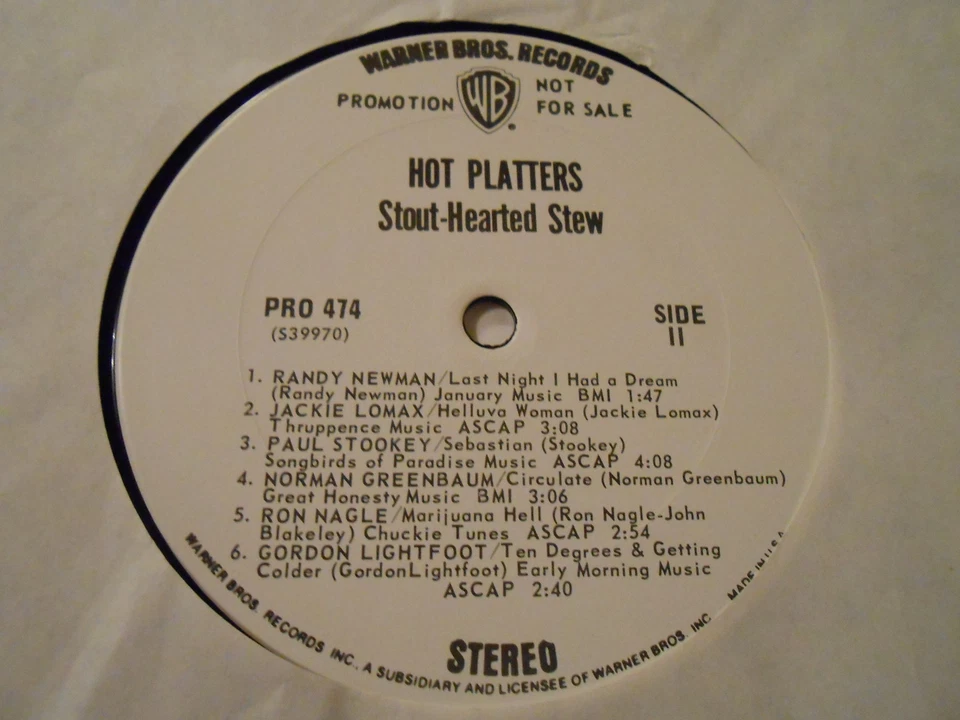 WARNER BROS. RECORDS
PROMOTION WB NOT
FOR SALE
HOT PLATTERS
Stout-Hearted Stew
PRO 474
(S39970)
SIDE
II
1. RANDY NEWMAN/Last Night I Had a Dream
(Randy Newman) January Music BMI 1:47
2. JACKIE LOMAX/Helluva Woman (Jackie Lomax)
Thruppence Music ASCAP 3:08
3. PAUL STOOKEY/Sebastian (Stookey)
Songbirds of Paradise Music ASCAP 4:08
4. NORMAN GREENBAUM/Circulate (Norman Greenbaum)
Great Honesty Music BMI 3:06
5. RON NAGLE/Marijuana Hell (Ron Nagle-John
Blakeley) Chuckie Tunes ASCAP 2:54
6. GORDON LIGHTFOOT/Ten Degrees & Getting
Colder (GordonLightfoot) Early Morning Music
ASCAP 2:40
STEREO
WARNER BROS. RECORDS INC., A SUBSIDIARY AND LICENSEE OF WARNER BROS. INC. MADE IN U.S.A.